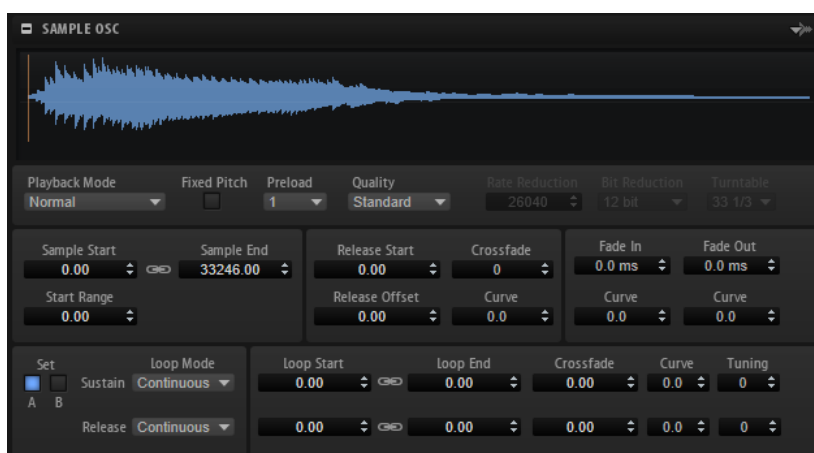 SAMPLE OSC
Playback Mode Fixed Pitch Preload Quality Rate Reduction Bit Reduction Turntable
Normal 1 Standard 26040 12 bit 33 1/3
Sample Start Sample End Release Start Crossfade Fade In Fade Out
0.00 33246.00 0.00 0 0.0 ms 0.0 ms
Start Range Release Offset Curve Curve Curve
0.00 0.00 0.0 0.0 0.0
Set Loop Mode Loop Start Loop End Crossfade Curve Tuning
Sustain Continuous 0.00 0.00 0.00 0.0 0
A B
Release Continuous 0.00 0.00 0.00 0.0 0